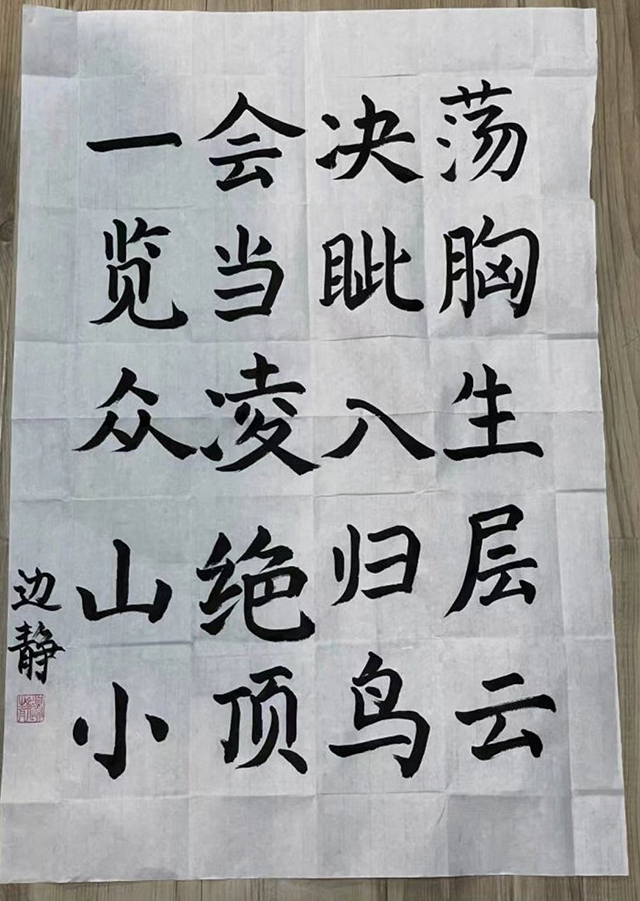 荡胸生层云
决眦入归鸟
会当凌绝顶
一览众山小
边静